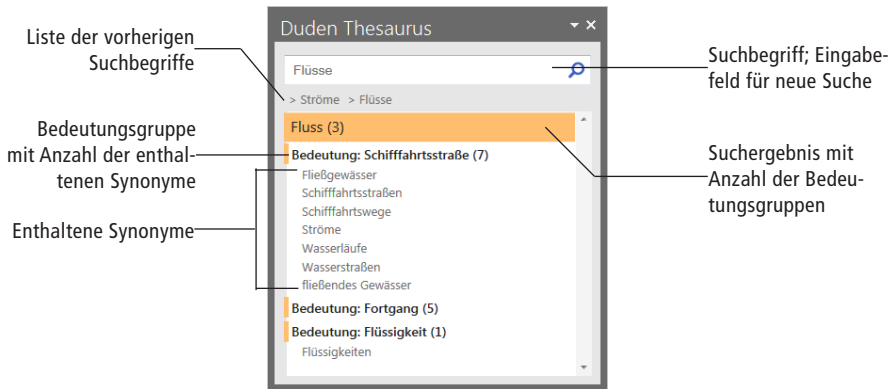 Duden Thesaurus
Liste der vorherigen
Suchbegriffe
Flüsse
Suchbegriff; Eingabe-
feld für neue Suche
> Ströme > Flüsse
Fluss (3)
Bedeutungsgruppe
mit Anzahl der enthal-
tenen Synonyme
Bedeutung: Schifffahrtsstraße (7)
Suchergebnis mit
Anzahl der Bedeu-
tungsgruppen
Fließgewässer
Schifffahrtsstraßen
Schifffahrtswege
Enthaltene Synonyme
Ströme
Wasserläufe
Wasserstraßen
fließendes Gewässer
Bedeutung: Fortgang (5)
Bedeutung: Flüssigkeit (1)
Flüssigkeiten